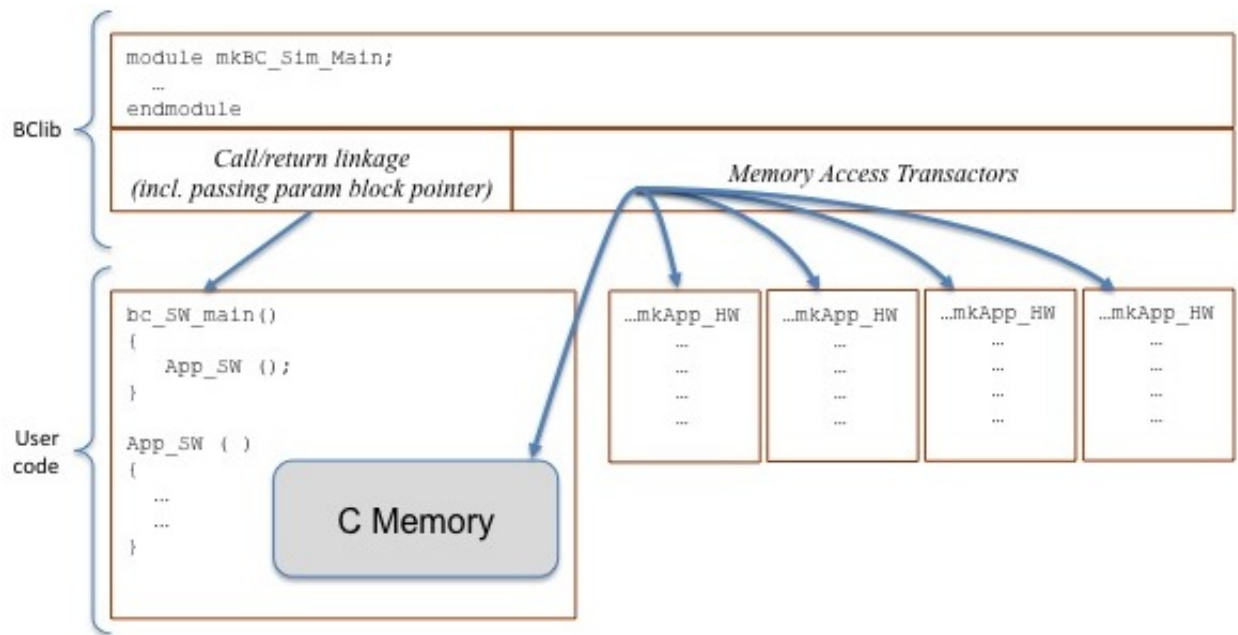 module mkBC_Sim_Main;
…
endmodule
BClib
Call/return linkage
(incl. passing param block pointer)
Memory Access Transactors
User
code
bc_SW_main()
{
App_SW ();
}
App_SW ( )
{
…
…
}
C Memory
…mkApp_HW
…
…
…
…
…mkApp_HW
…
…
…
…
…mkApp_HW
…
…
…
…
…mkApp_HW
…
…
…
…